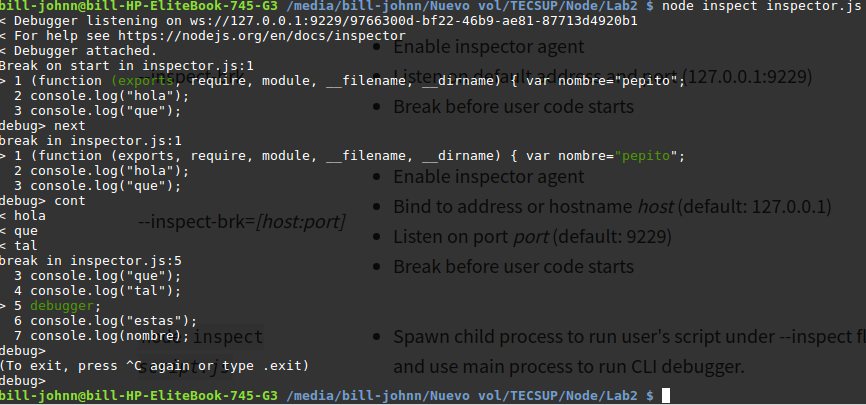 bill-johnn@bill-HP-EliteBook-745-G3 /media/bill-johnn/Nuevo vol/TECSUP/Node/Lab2 $ node inspect inspector.js
< Debugger listening on ws://127.0.0.1:9229/9766300d-bf22-46b9-ae81-87713d4920b1
< For help see https://nodejs.org/en/docs/inspector
< Debugger attached.
Break on start in inspector.js:1
> 1 (function (exports, require, module, __filename, __dirname) { var nombre="pepito";
2 console.log("hola");
3 console.log("que");
debug> next
break in inspector.js:1
> 1 (function (exports, require, module, __filename, __dirname) { var nombre="pepito";
2 console.log("hola");
3 console.log("que");
debug> cont
< hola
< que
< tal
break in inspector.js:5
3 console.log("que");
4 console.log("tal");
> 5 debugger;
6 console.log("estas");
7 console.log(nombre);
debug>
(To exit, press ^C again or type .exit)
debug>
bill-johnn@bill-HP-EliteBook-745-G3 /media/bill-johnn/Nuevo vol/TECSUP/Node/Lab2 $
--inspect-brk
• Enable inspector agent
• Listen on default address and port (127.0.0.1:9229)
• Break before user code starts
--inspect-brk=[host:port]
• Enable inspector agent
• Bind to address or hostname host (default: 127.0.0.1)
• Listen on port port (default: 9229)
• Break before user code starts
inspect
• Spawn child process to run user's script under --inspect
and use main process to run CLI debugger.